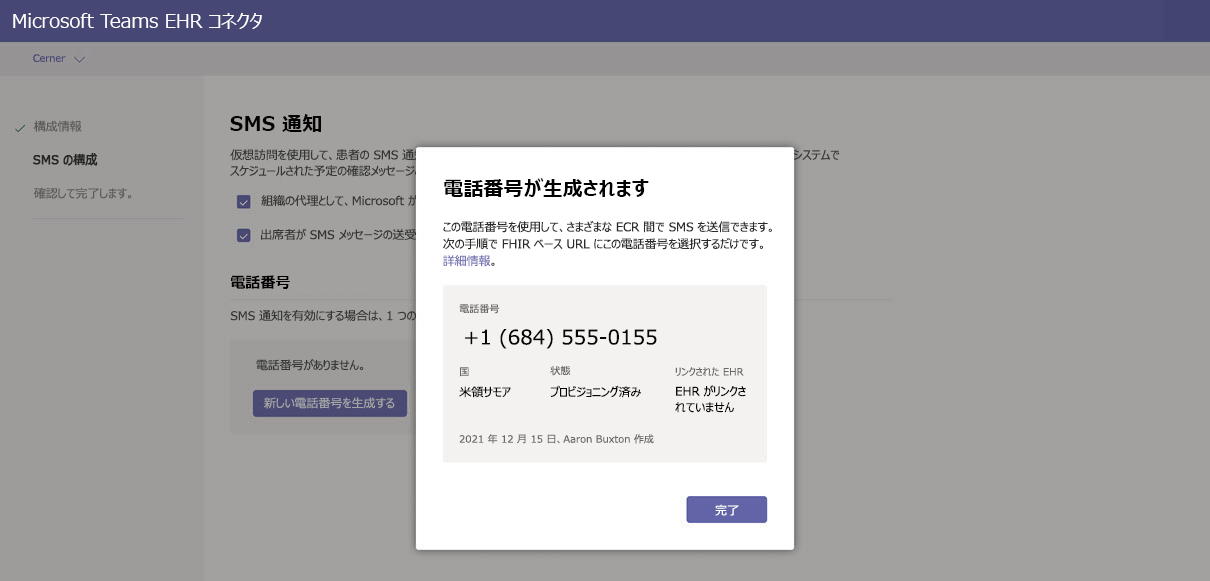 Microsoft Teams EHR コネクタ
Cerner
構成情報
SMS の構成
確認して完了します。
SMS 通知
仮想訪問を使用して、患者の SMS 通
システムで
スケジュールされた予定の確認メッセージ
組織の代理として、Microsoft が
出席者が SMS メッセージの送受
電話番号
SMS 通知を有効にする場合は、1 つの
電話番号がありません。
新しい電話番号を生成する
電話番号が生成されます
この電話番号を使用して、さまざまな ECR 間で SMS を送信できます。
次の手順で FHIR ベース URL にこの電話番号を選択するだけです。
詳細情報。
電話番号
+1 (684) 555-0155
国
状態
リンクされた EHR
米領サモア
プロビジョニング済み
EHR がリンクさ
れていません
2021 年 12 月 15 日、Aaron Buxton 作成
完了